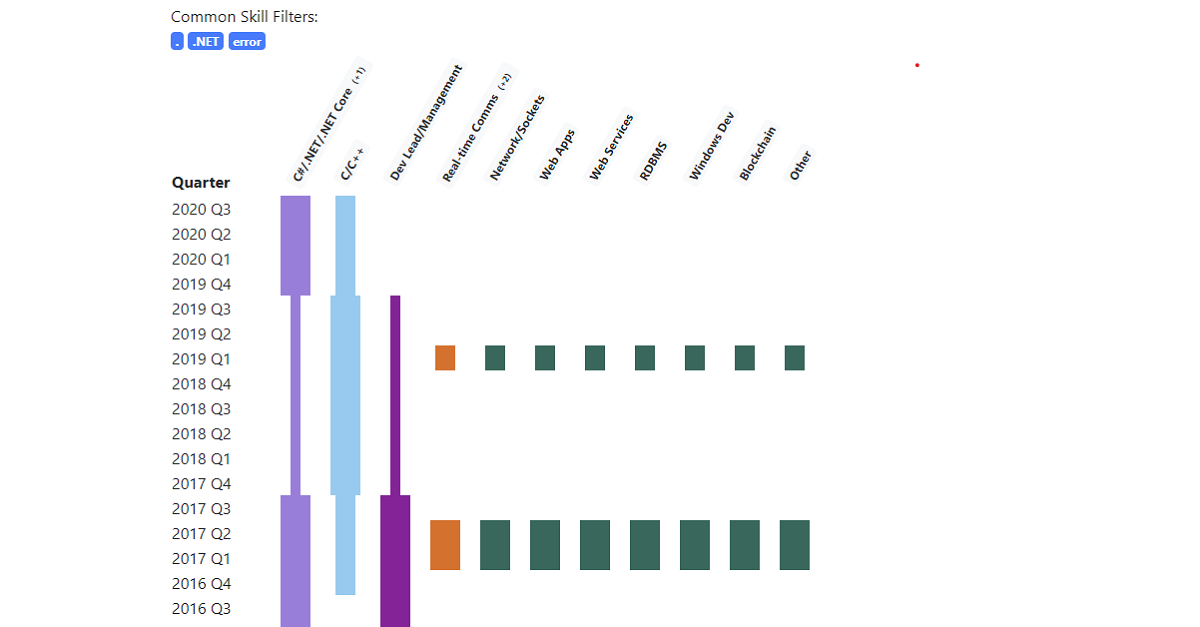 Common Skill Filters:
. .NET error
C#/.NET/.NET Core (+1)
C/C++
Dev Lead/Management
Real-time Comms (+2)
Network/Sockets
Web Apps
Web Services
RDBMS
Windows Dev
Blockchain
Other
Quarter
2020 Q3
2020 Q2
2020 Q1
2019 Q4
2019 Q3
2019 Q2
2019 Q1
2018 Q4
2018 Q3
2018 Q2
2018 Q1
2017 Q4
2017 Q3
2017 Q2
2017 Q1
2016 Q4
2016 Q3